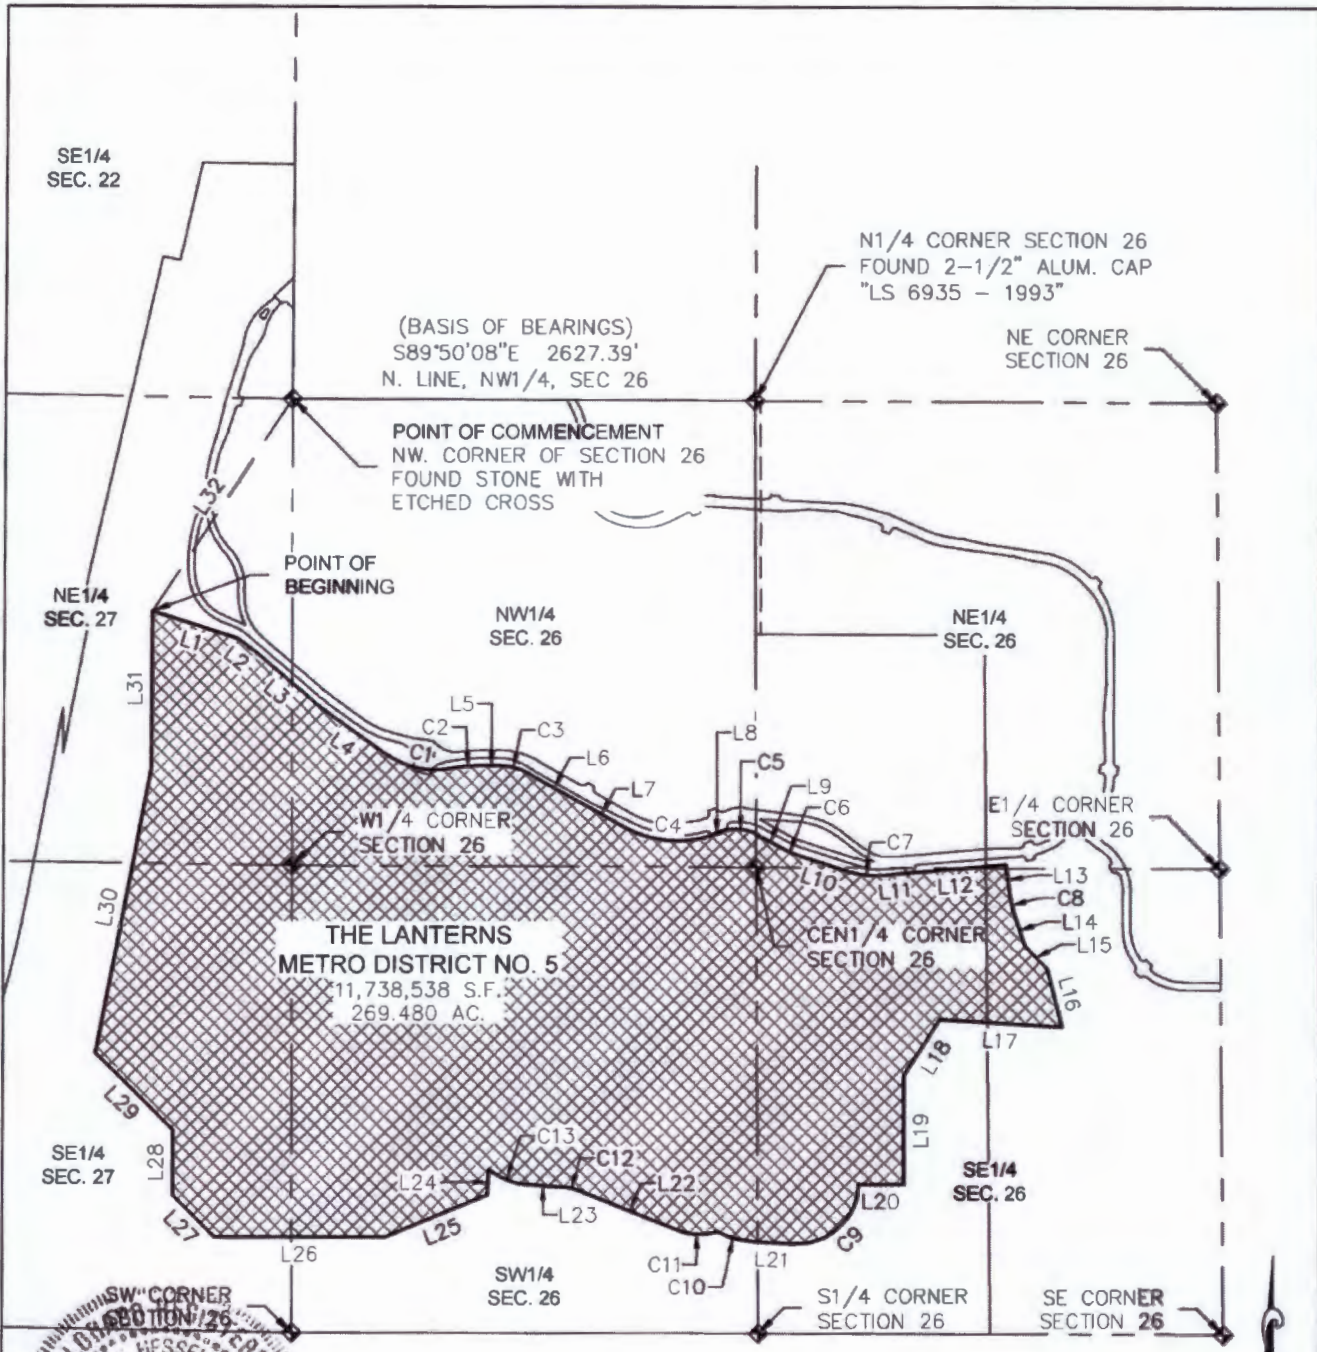 SE1/4
SEC. 22
N1/4 CORNER SECTION 26
FOUND 2-1/2" ALUM. CAP
"LS 6935 - 1993"
(BASIS OF BEARINGS)
S89°50'08"E 2627.39'
N. LINE, NW1/4, SEC 26
NE CORNER
SECTION 26
POINT OF COMMENCEMENT
NW. CORNER OF SECTION 26
FOUND STONE WITH
ETCHED CROSS
L32
POINT OF
BEGINNING
NE1/4
SEC. 27
NW1/4
SEC. 26
NE1/4
SEC. 26
L1
L2
L3
L31
L4
L5
C2
C1
C3
L6
L7
L8
C5
C4
L9
C6
C7
E1/4 CORNER
SECTION 26
W1/4 CORNER
SECTION 26
L10
L11
L12
L13
C8
L14
L15
L16
L30
THE LANTERNS
METRO DISTRICT NO. 5
11,738,538 S.F.
269.480 AC.
CEN1/4 CORNER
SECTION 26
L17
L18
L19
L29
L28
SE1/4
SEC. 27
C13
C12
L24
L22
L23
L20
SE1/4
SEC. 26
L27
L26
L25
C11
C10
L21
C9
SW1/4
SEC. 26
SW CORNER
SECTION 26
S1/4 CORNER
SECTION 26
SE CORNER
SECTION 26